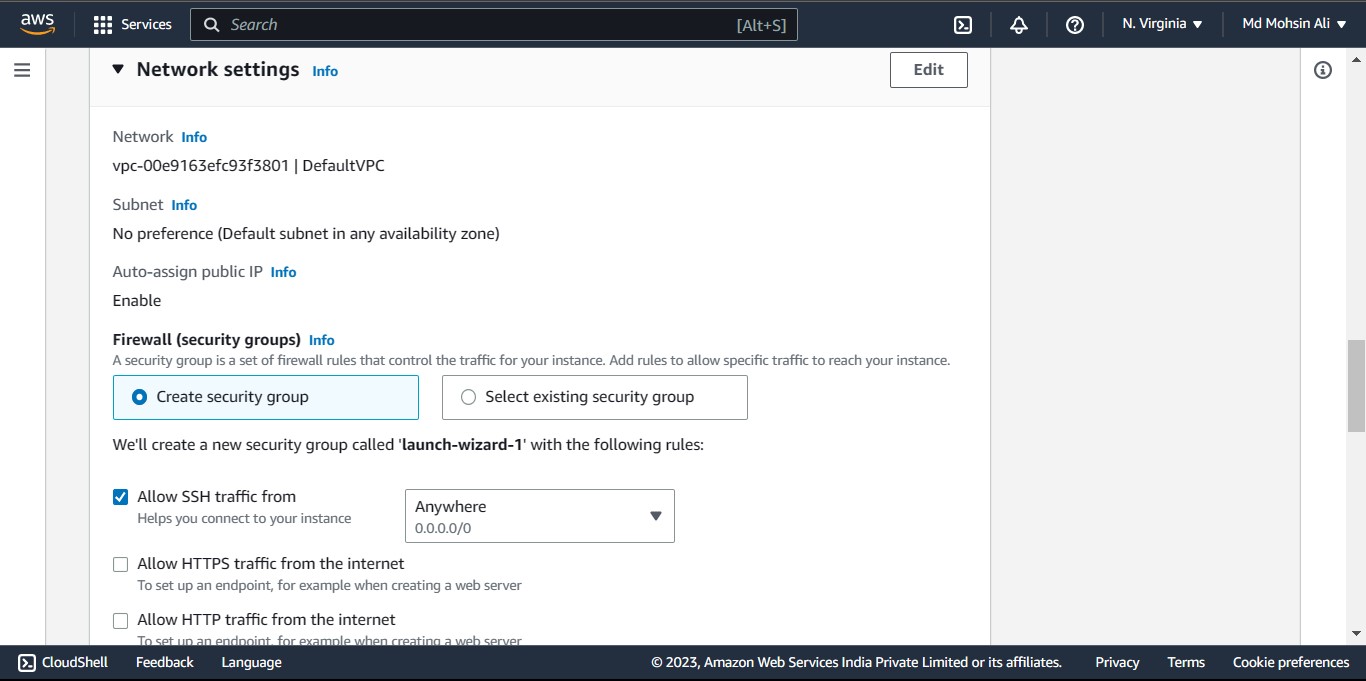 aws
Services
Search [Alt+S]
N. Virginia
Md Mohsin Ali
Network settings Info
Edit
Network Info
vpc-00e9163efc93f3801 | DefaultVPC
Subnet Info
No preference (Default subnet in any availability zone)
Auto-assign public IP Info
Enable
Firewall (security groups) Info
A security group is a set of firewall rules that control the traffic for your instance. Add rules to allow specific traffic to reach your instance.
Create security group
Select existing security group
We'll create a new security group called 'launch-wizard-1' with the following rules:
Allow SSH traffic from
Helps you connect to your instance
Anywhere
0.0.0.0/0
Allow HTTPS traffic from the internet
To set up an endpoint, for example when creating a web server
Allow HTTP traffic from the internet
To set up an endpoint, for example when creating a web server
CloudShell
Feedback
Language
© 2023, Amazon Web Services India Private Limited or its affiliates.
Privacy
Terms
Cookie preferences